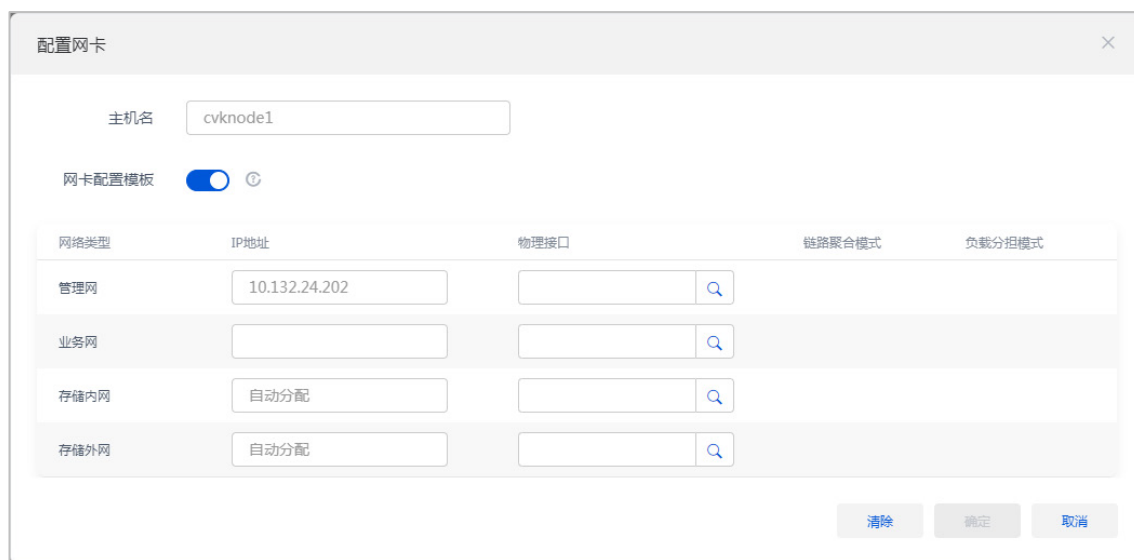 配置网卡
主机名 cvknode1
网卡配置模板
网络类型 IP地址 物理接口 链路聚合模式 负载分担模式
管理网 10.132.24.202
业务网
存储内网 自动分配
存储外网 自动分配
清除 确定 取消